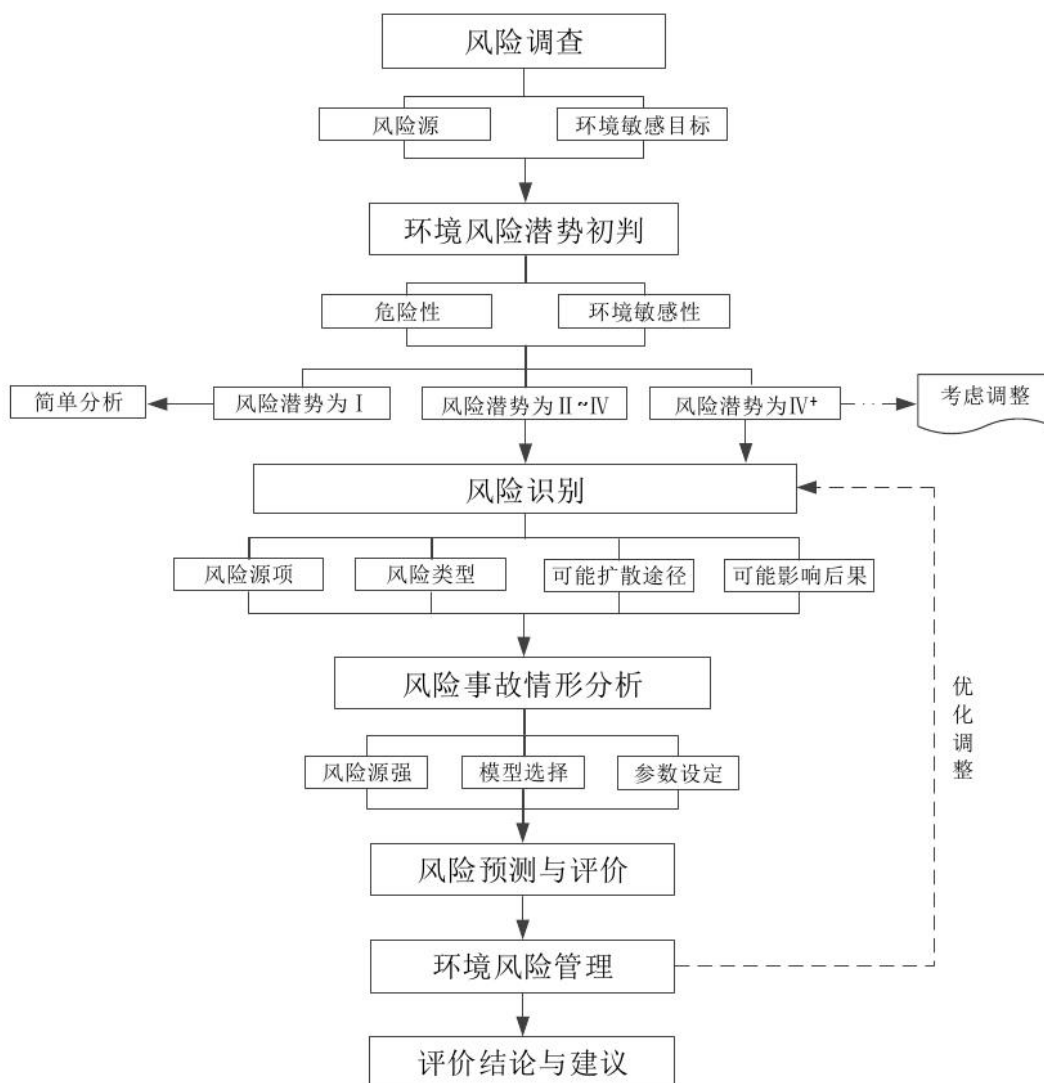 风险调查
风险源
环境敏感目标
环境风险潜势初判
危险性
环境敏感性
简单分析
风险潜势为Ⅰ
风险潜势为Ⅱ~Ⅳ
风险潜势为Ⅳ⁺
考虑调整
风险识别
风险源项
风险类型
可能扩散途径
可能影响后果
风险事故情形分析
优化调整
风险源强
模型选择
参数设定
风险预测与评价
环境风险管理
评价结论与建议